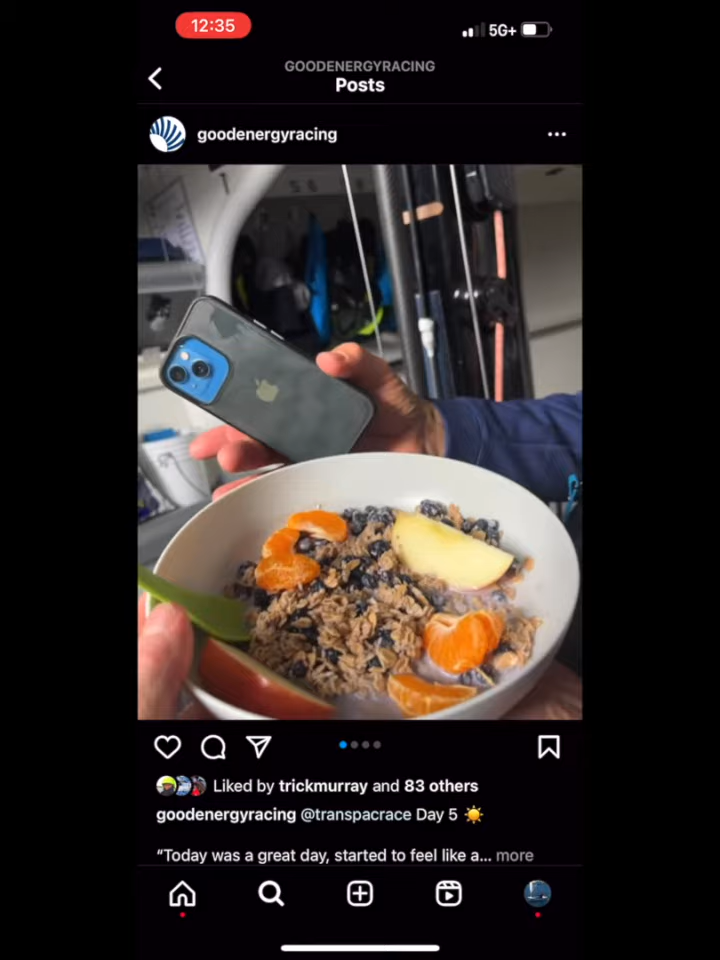 12:35
5G+
GOODENERGYRACING
Posts
goodenergyracing
Liked by trickmurray and 83 others
goodenergyracing @transpacrace Day 5 ☀️
“Today was a great day, started to feel like a... more